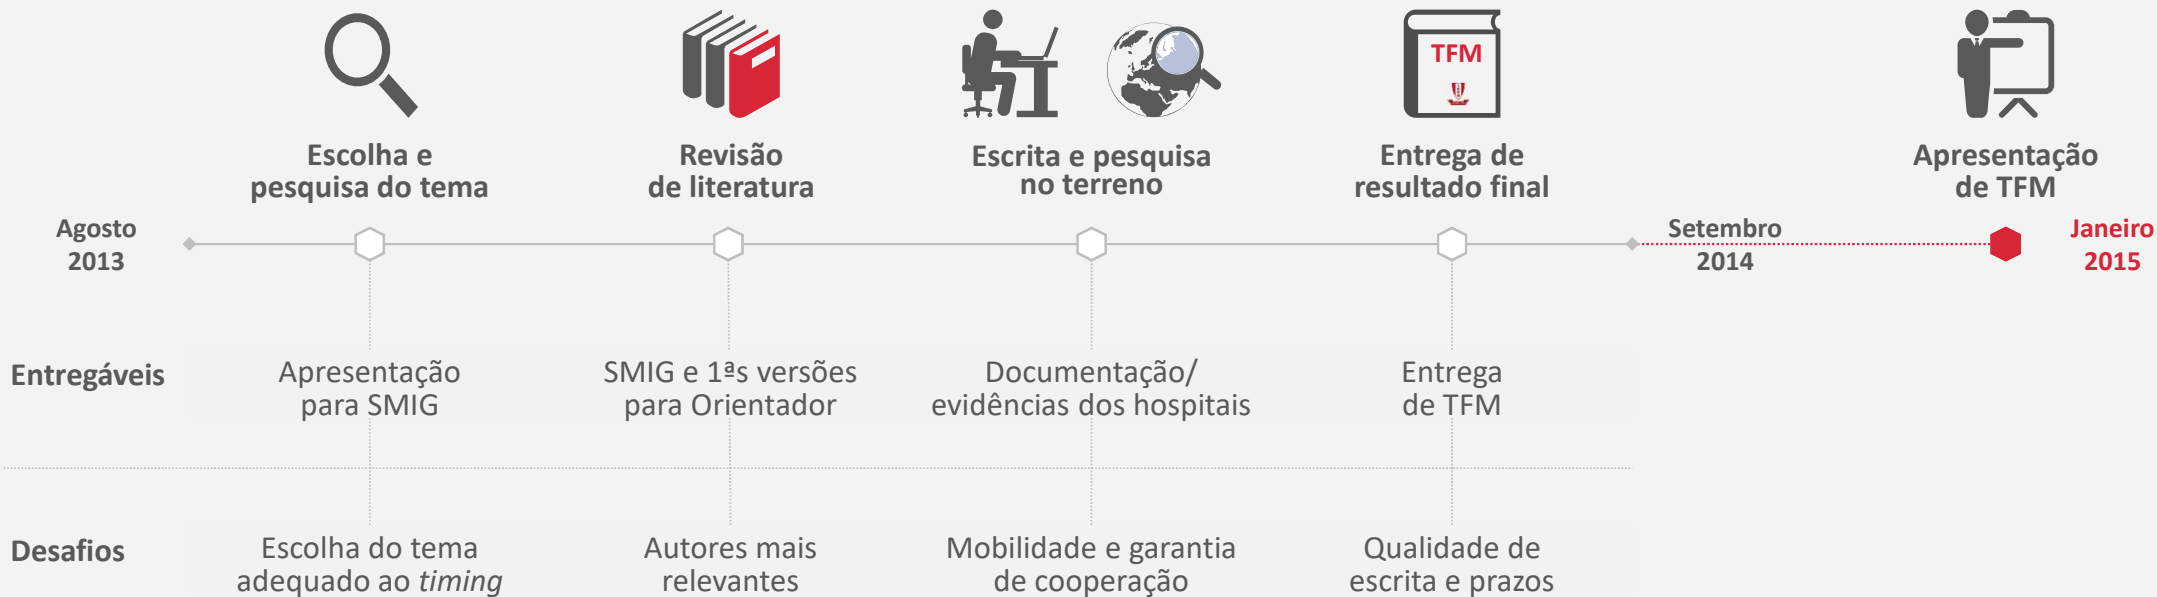 TFM
Escolha e
pesquisa do tema
Revisão
de literatura
Escrita e pesquisa
no terreno
Entrega de
resultado final
Apresentação
de TFM
Agosto
2013
Setembro
2014
Janeiro
2015
Entregáveis
Apresentação
para SMIG
SMIG e 1ªs versões
para Orientador
Documentação/
evidências dos hospitais
Entrega
de TFM
Desafios
Escolha do tema
adequado ao timing
Autores mais
relevantes
Mobilidade e garantia
de cooperação
Qualidade de
escrita e prazos